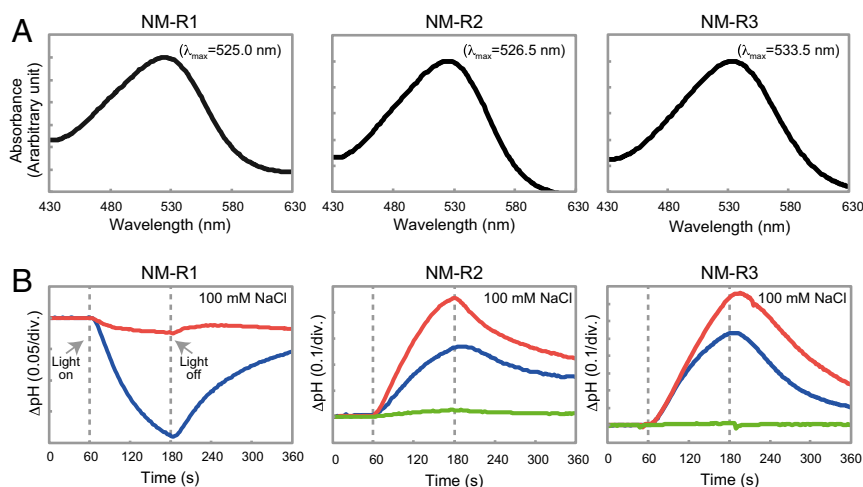 A
NM-R1
NM-R2
NM-R3
(λmax=525.0 nm)
(λmax=526.5 nm)
(λmax=533.5 nm)
Absorbance
(Ararbitrary unit)
430 480 530 580 630
430 480 530 580 630
430 480 530 580 630
Wavelength (nm)
Wavelength (nm)
Wavelength (nm)
B
NM-R1
NM-R2
NM-R3
100 mM NaCl
100 mM NaCl
100 mM NaCl
Light
on
Light
off
ΔpH (0.05/div.)
ΔpH (0.1/div.)
ΔpH (0.1/div.)
0 60 120 180 240 300 360
0 60 120 180 240 300 360
0 60 120 180 240 300 360
Time (s)
Time (s)
Time (s)